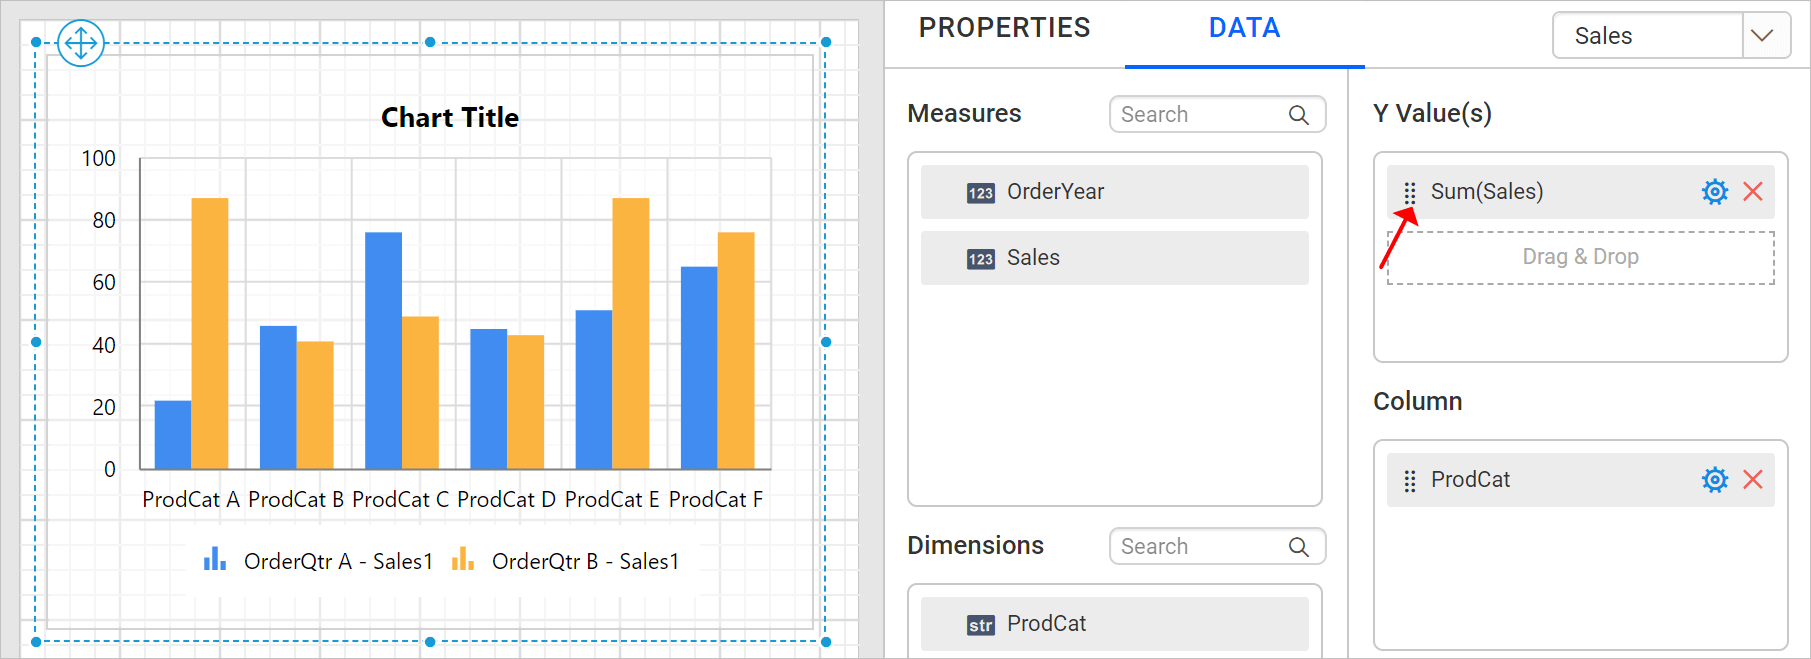 Chart Title
100
80
60
40
20
0
ProdCat A ProdCat B ProdCat C ProdCat D ProdCat E ProdCat F
OrderQtr A - Sales1 OrderQtr B - Sales1
PROPERTIES DATA Sales
Measures Search
123 OrderYear
123 Sales
Dimensions Search
str ProdCat
Y Value(s)
Sum(Sales)
Drag & Drop
Column
ProdCat